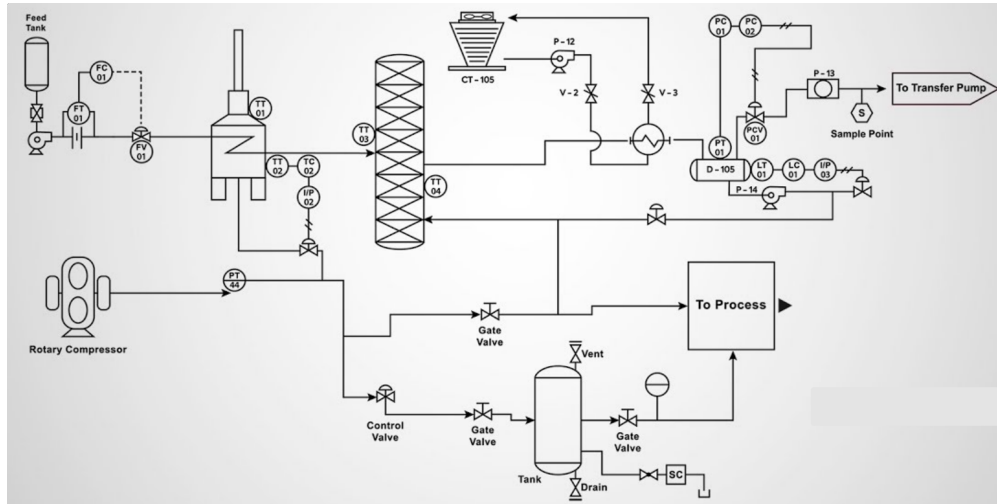 Feed
Tank
FC
01
FT
01
FV
01
TT
01
TT
02
TC
02
I/P
02
TT
03
TT
04
CT-105
P-12
V-2
V-3
PC
01
PC
02
PT
01
PCV
01
P-13
S
Sample Point
To Transfer Pump
D-105
LT
01
LC
01
I/P
03
P-14
PT
44
Rotary Compressor
Gate
Valve
To Process
Control
Valve
Gate
Valve
Vent
Tank
Drain
Gate
Valve
SC